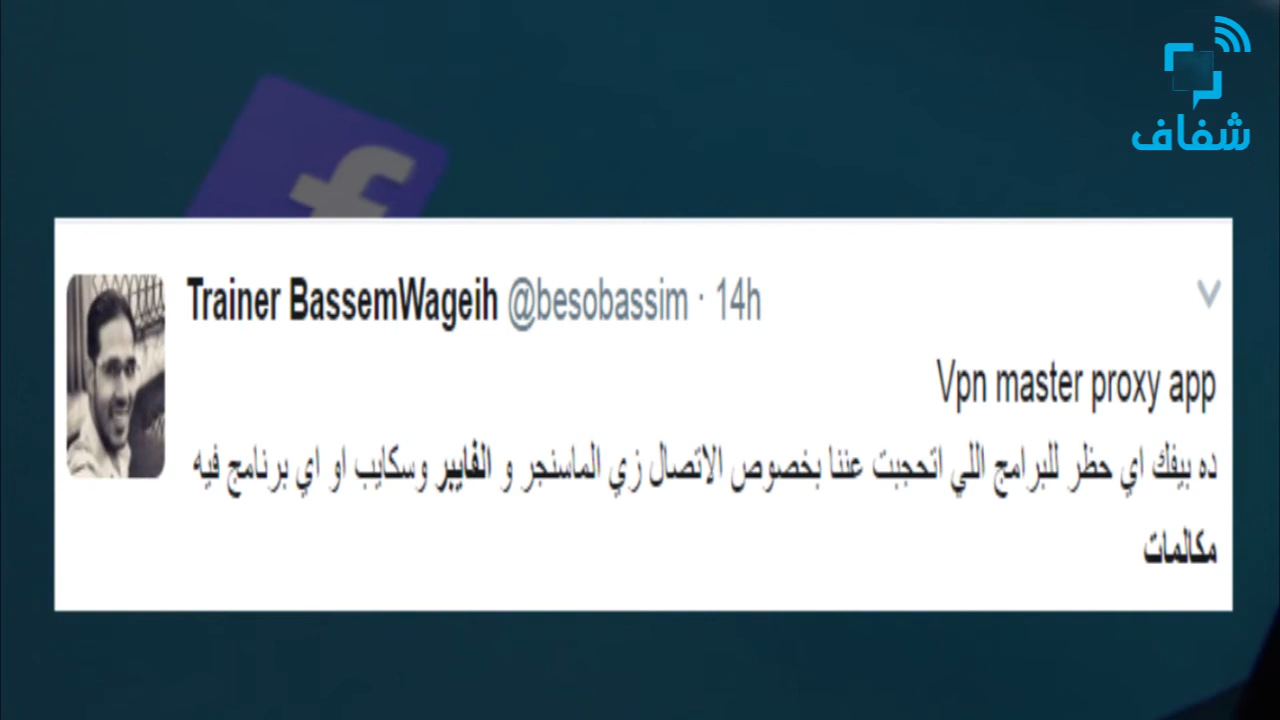 شفاف
Trainer BassemWageih @besobassim · 14h
Vpn master proxy app
ده بيفك اي حظر للبرامج اللي اتحجبت عننا بخصوص الاتصال زي الماسنجر و الفايبر وسكايب او اي برنامج فيه
مكالمات